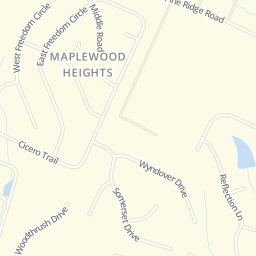 West Freedom Circle
East Freedom Circle
Middle Road
Ridge Road
MAPLEWOOD
HEIGHTS
Cicero Trail
Wyndover Drive
Reflection Ln
Somerset Drive
Woodthrush Drive